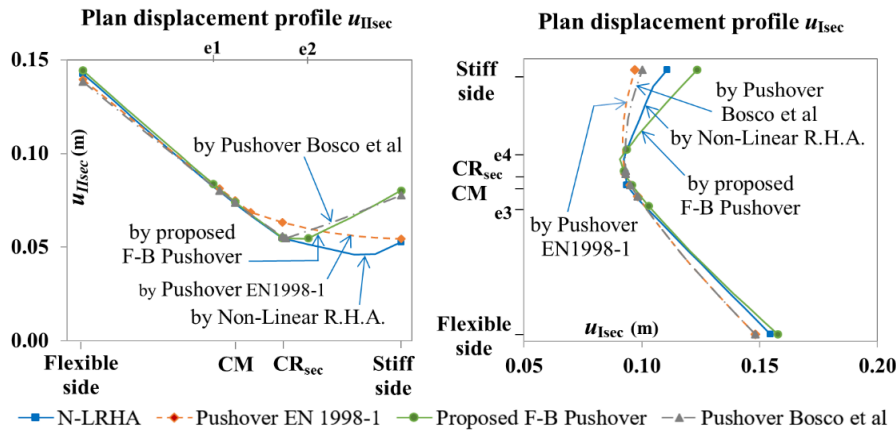 Plan displacement profile uIIsec
e1
e2
0.15
0.10
0.05
0.00
uIIsec (m)
by Pushover Bosco et al
by proposed
F-B Pushover
by Pushover EN1998-1
by Non-Linear R.H.A.
Flexible
side
CM
CRsec
Stiff
side
Plan displacement profile uIsec
Stiff
side
e4
CRsec
CM
e3
Flexible
side
by Pushover
Bosco et al
by Non-Linear R.H.A.
by proposed
F-B Pushover
by Pushover
EN1998-1
uIsec (m)
0.05
0.10
0.15
0.20
N-LRHA
Pushover EN 1998-1
Proposed F-B Pushover
Pushover Bosco et al